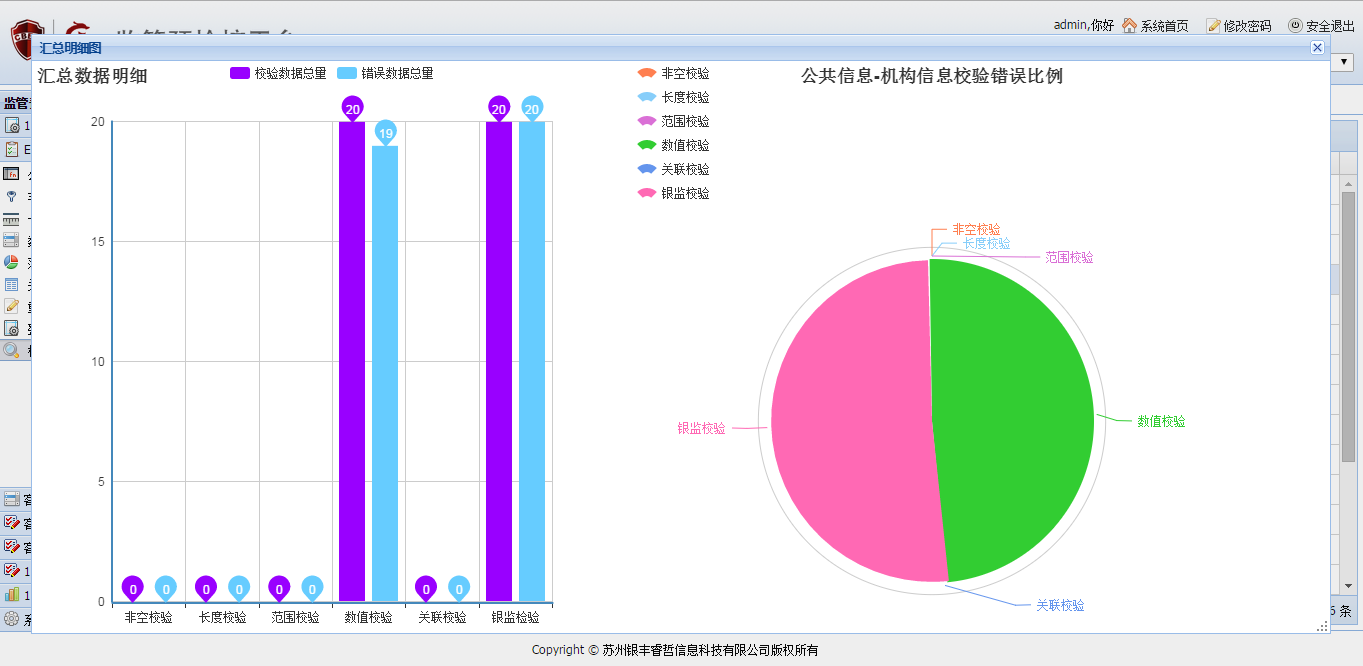 admin,你好 系统首页 修改密码 安全退出
汇总明细图
汇总数据明细
校验数据总量 错误数据总量
20 20 20
19
20
15
10
5
0
0 0 0 0 0 0 0 0
非空校验 长度校验 范围校验 数值校验 关联校验 银监检验
公共信息-机构信息校验错误比例
非空校验
长度校验
范围校验
数值校验
关联校验
银监校验
非空校验
长度校验
范围校验
数值校验
银监校验
关联校验
监管
条
Copyright © 苏州银丰睿哲信息科技有限公司版权所有